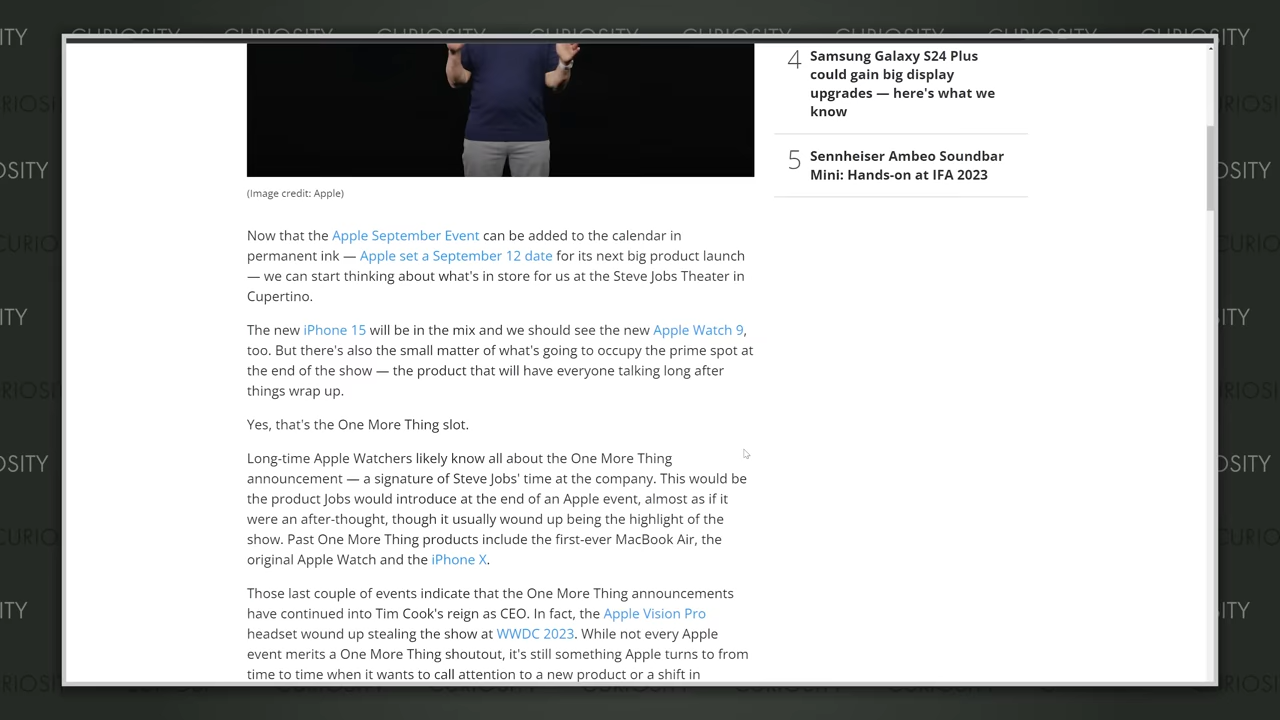 CURIOSITY CURIOSITY CURIOSITY CURIOSITY CURIOSITY CURIOSITY CURIOSITY
4 Samsung Galaxy S24 Plus
could gain big display
upgrades — here's what we
know
5 Sennheiser Ambeo Soundbar
Mini: Hands-on at IFA 2023
(Image credit: Apple)
Now that the Apple September Event can be added to the calendar in
permanent ink — Apple set a September 12 date for its next big product launch
— we can start thinking about what's in store for us at the Steve Jobs Theater in
Cupertino.
The new iPhone 15 will be in the mix and we should see the new Apple Watch 9,
too. But there's also the small matter of what's going to occupy the prime spot at
the end of the show — the product that will have everyone talking long after
things wrap up.
Yes, that's the One More Thing slot.
Long-time Apple Watchers likely know all about the One More Thing
announcement — a signature of Steve Jobs' time at the company. This would be
the product Jobs would introduce at the end of an Apple event, almost as if it
were an after-thought, though it usually wound up being the highlight of the
show. Past One More Thing products include the first-ever MacBook Air, the
original Apple Watch and the iPhone X.
Those last couple of events indicate that the One More Thing announcements
have continued into Tim Cook's reign as CEO. In fact, the Apple Vision Pro
headset wound up stealing the show at WWDC 2023. While not every Apple
event merits a One More Thing shoutout, it's still something Apple turns to from
time to time when it wants to call attention to a new product or a shift in